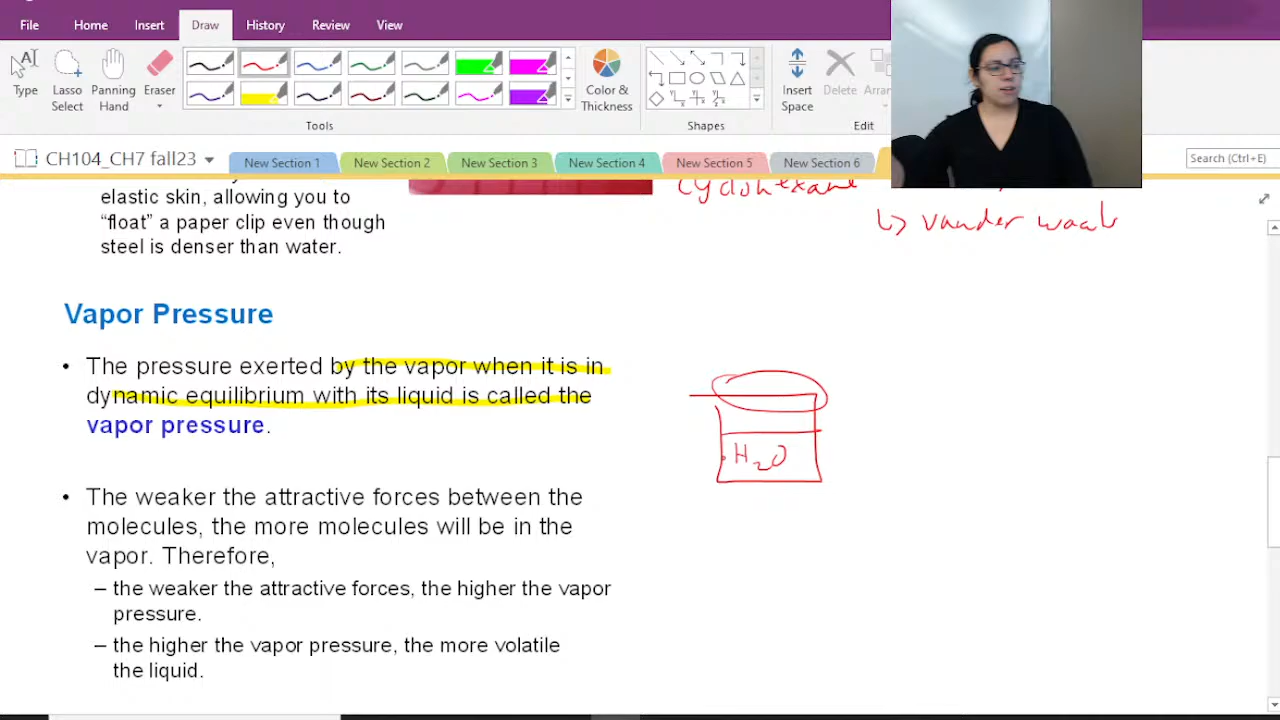 File Home Insert Draw History Review View
Type
Lasso Select
Panning Hand
Eraser
Color & Thickness
Insert Space
Delete
Arran
Tools
Shapes
Edit
CH104_CH7 fall23
New Section 1
New Section 2
New Section 3
New Section 4
New Section 5
New Section 6
Search (Ctrl+E)
cyclohexane
elastic skin, allowing you to
“float” a paper clip even though
steel is denser than water.
vander waals
Vapor Pressure
• The pressure exerted by the vapor when it is in
dynamic equilibrium with its liquid is called the
vapor pressure.
H2O
• The weaker the attractive forces between the
molecules, the more molecules will be in the
vapor. Therefore,
– the weaker the attractive forces, the higher the vapor
pressure.
– the higher the vapor pressure, the more volatile
the liquid.